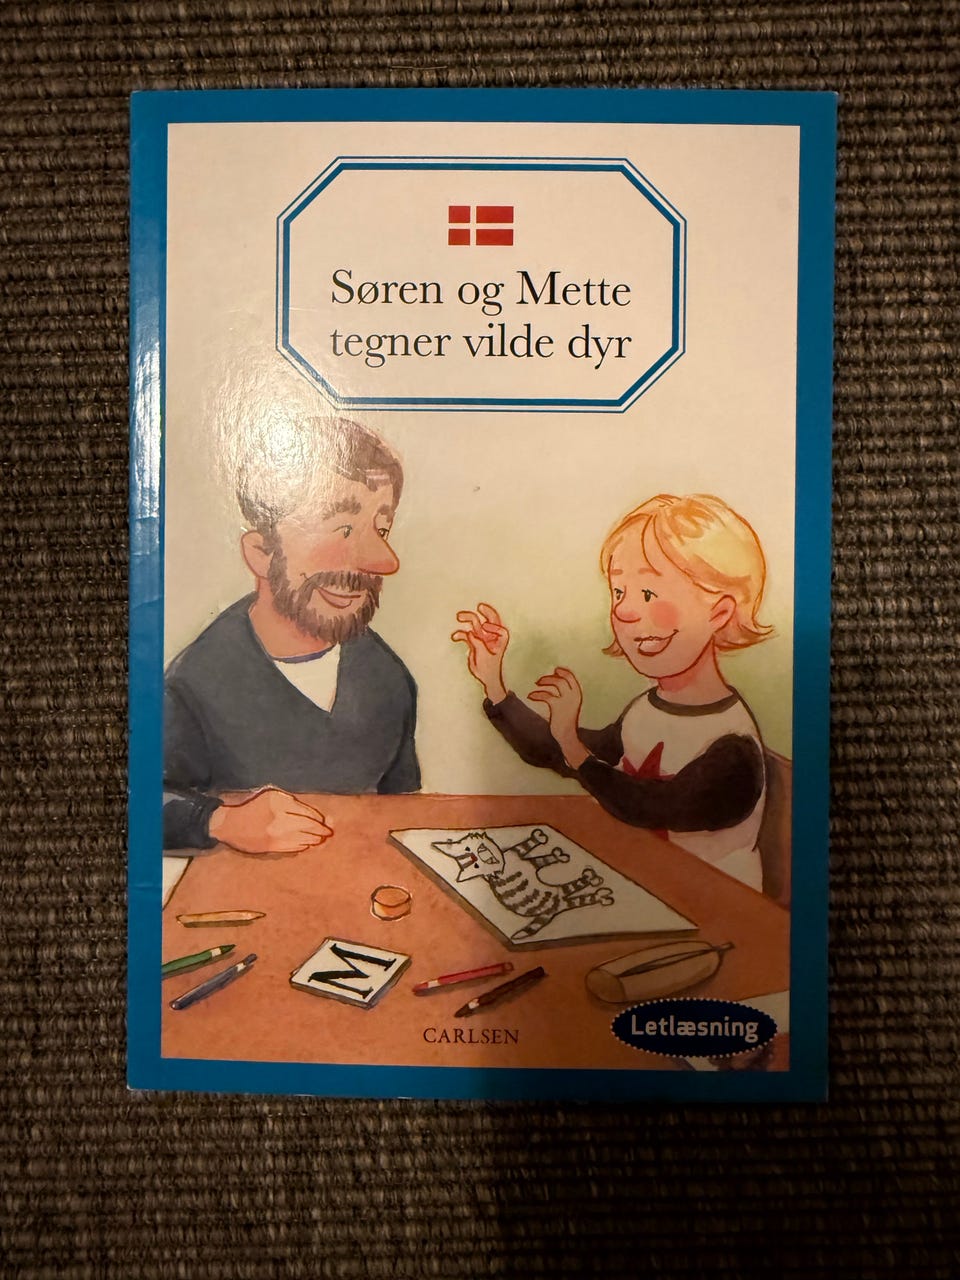 Søren og Mette
tegner vilde dyr
M
CARLSEN
Letlæsning